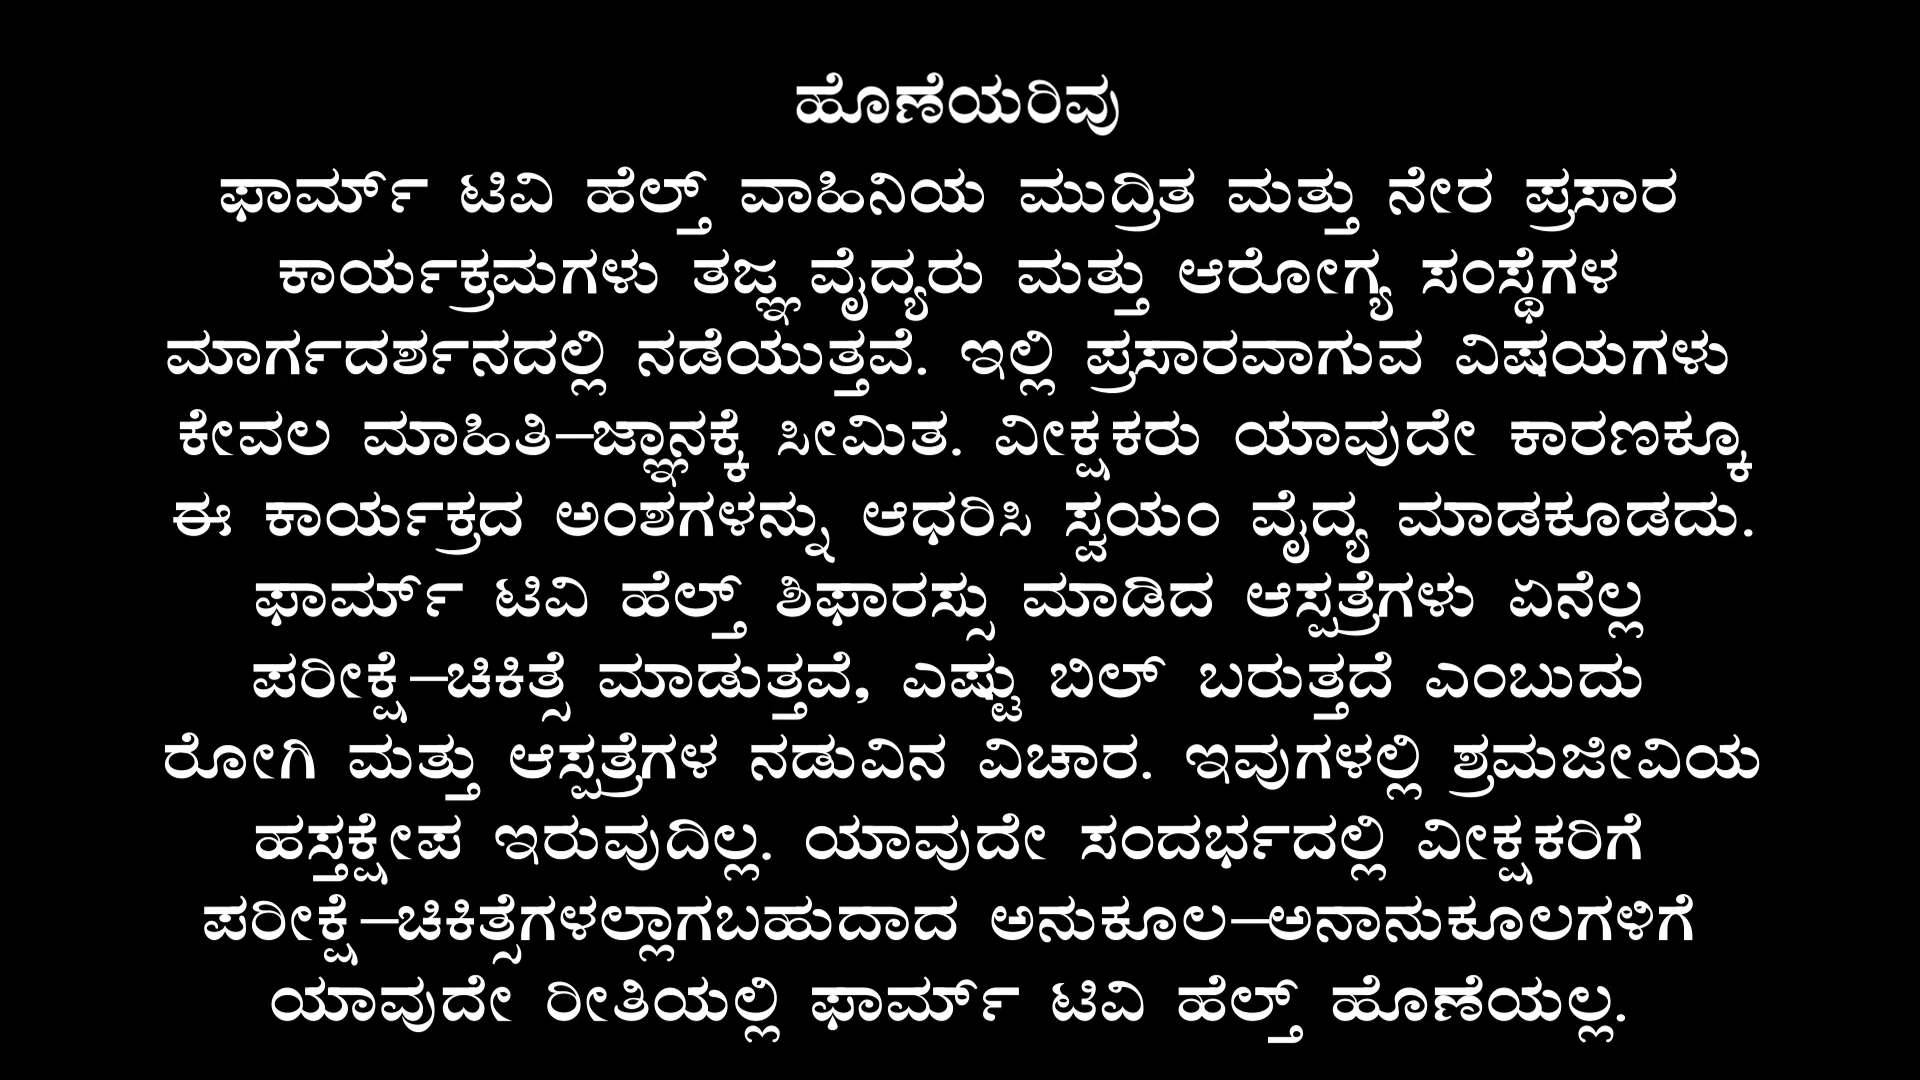 ಹೊಣೆಯರಿವು
ಫಾರ್ಮ್ ಟಿವಿ ಹೆಲ್ತ್ ವಾಹಿನಿಯ ಮುದ್ರಿತ ಮತ್ತು ನೇರ ಪ್ರಸಾರ
ಕಾರ್ಯಕ್ರಮಗಳು ತಜ್ಞ ವೈದ್ಯರು ಮತ್ತು ಆರೋಗ್ಯ ಸಂಸ್ಥೆಗಳ
ಮಾರ್ಗದರ್ಶನದಲ್ಲಿ ನಡೆಯುತ್ತವೆ. ಇಲ್ಲಿ ಪ್ರಸಾರವಾಗುವ ವಿಷಯಗಳು
ಕೇವಲ ಮಾಹಿತಿ–ಜ್ಞಾನಕ್ಕೆ ಸೀಮಿತ. ವೀಕ್ಷಕರು ಯಾವುದೇ ಕಾರಣಕ್ಕೂ
ಈ ಕಾರ್ಯಕ್ರದ ಅಂಶಗಳನ್ನು ಆಧರಿಸಿ ಸ್ವಯಂ ವೈದ್ಯ ಮಾಡಕೂಡದು.
ಫಾರ್ಮ್ ಟಿವಿ ಹೆಲ್ತ್ ಶಿಫಾರಸ್ಸು ಮಾಡಿದ ಆಸ್ಪತ್ರೆಗಳು ಏನೆಲ್ಲ
ಪರೀಕ್ಷೆ–ಚಿಕಿತ್ಸೆ ಮಾಡುತ್ತವೆ, ಎಷ್ಟು ಬಿಲ್ ಬರುತ್ತದೆ ಎಂಬುದು
ರೋಗಿ ಮತ್ತು ಆಸ್ಪತ್ರೆಗಳ ನಡುವಿನ ವಿಚಾರ. ಇವುಗಳಲ್ಲಿ ಶ್ರಮಜೀವಿಯ
ಹಸ್ತಕ್ಷೇಪ ಇರುವುದಿಲ್ಲ. ಯಾವುದೇ ಸಂದರ್ಭದಲ್ಲಿ ವೀಕ್ಷಕರಿಗೆ
ಪರೀಕ್ಷೆ–ಚಿಕಿತ್ಸೆಗಳಲ್ಲಾಗಬಹುದಾದ ಅನುಕೂಲ–ಅನಾನುಕೂಲಗಳಿಗೆ
ಯಾವುದೇ ರೀತಿಯಲ್ಲಿ ಫಾರ್ಮ್ ಟಿವಿ ಹೆಲ್ತ್ ಹೊಣೆಯಲ್ಲ.